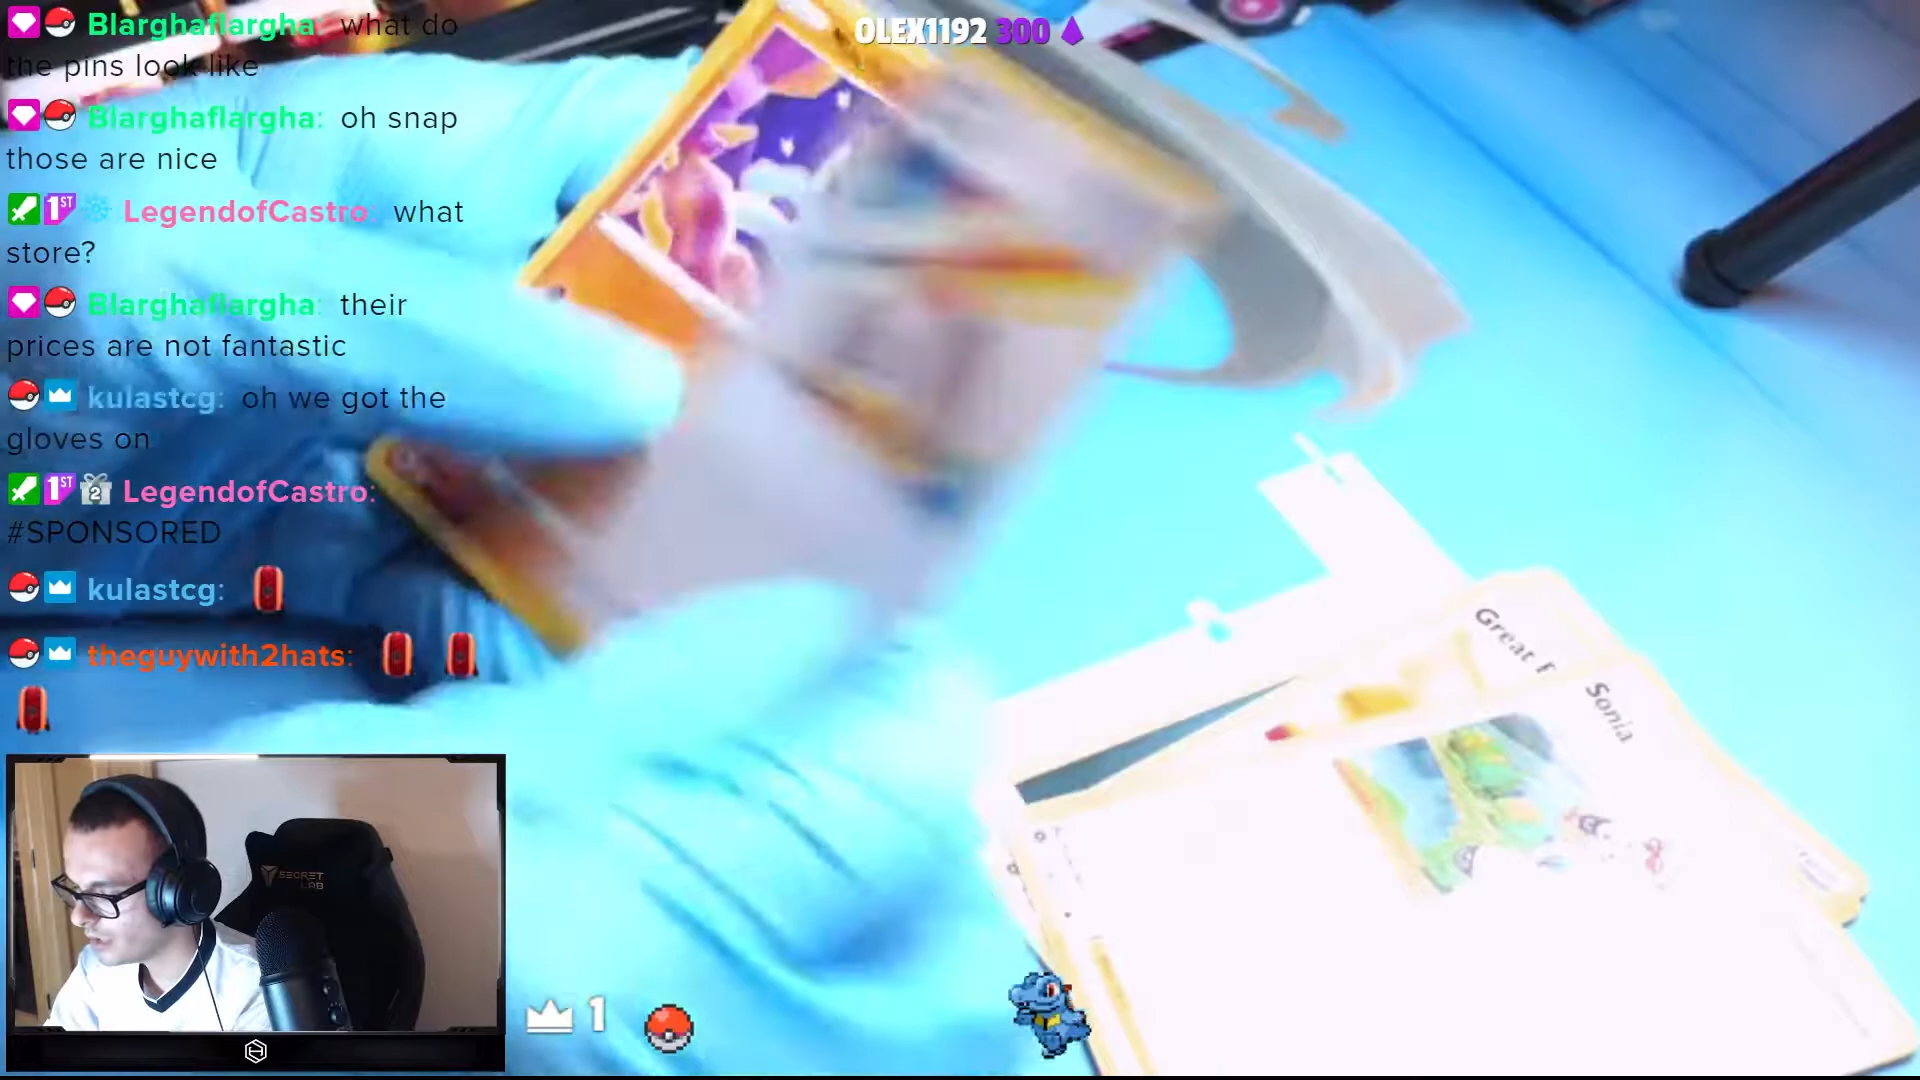 Blarghaflargha: what do
the pins look like
Blarghaflargha: oh snap
those are nice
LegendofCastro: what
store?
Blarghaflargha: their
prices are not fantastic
kulastcg: oh we got the
gloves on
LegendofCastro:
#SPONSORED
kulastcg:
theguywith2hats:
OLEX1192 300
Great
Sonia
SECRET
LAB
1
1ST
1ST
2